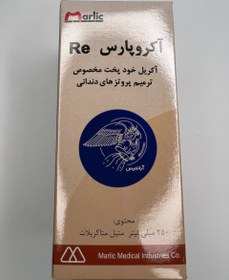 Marlic
آکروپارس Re
آکریل خود پخت مخصوص
ترمیم پروتزهای دندانی
آریادنت
محتوی:
۲۵۰ میلی لیتر متیل متاکریلات
Marlic Medical Industries Co.